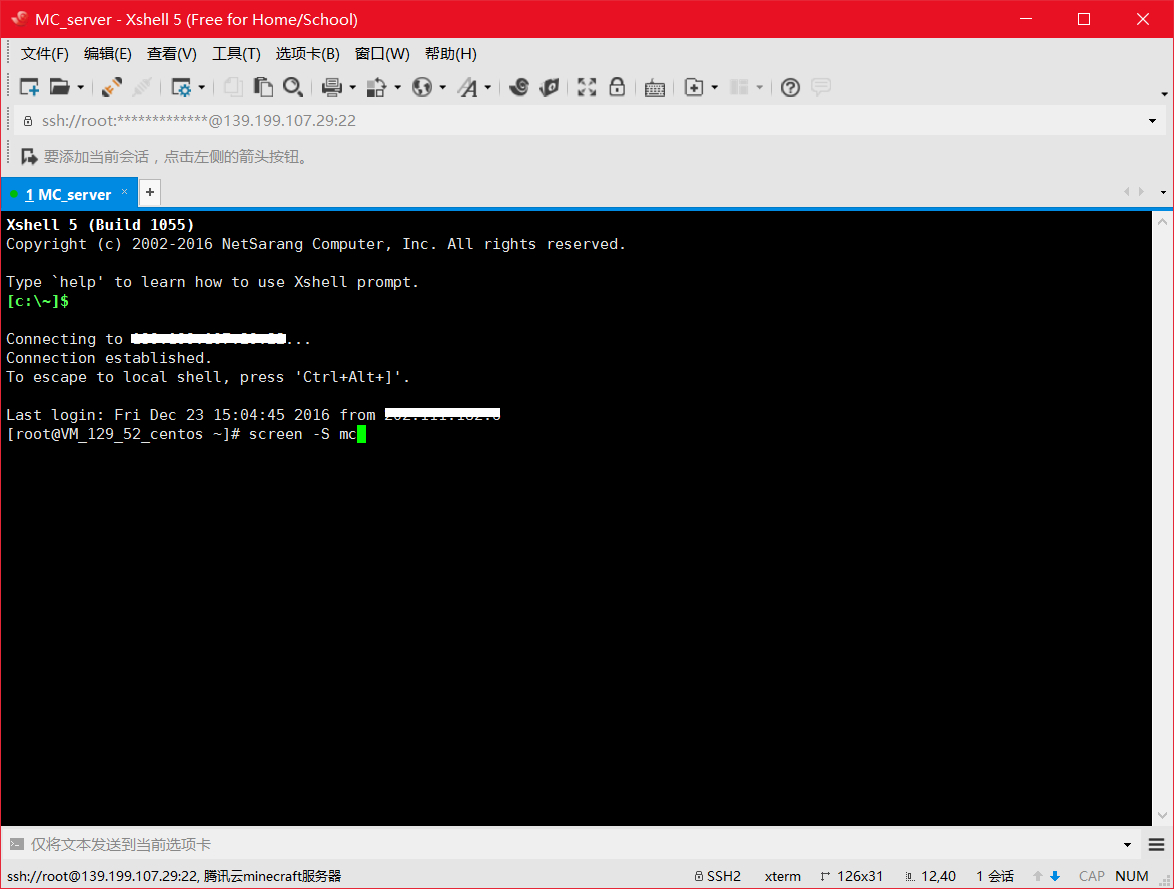 MC_server - Xshell 5 (Free for Home/School)
文件(F) 编辑(E) 查看(V) 工具(T) 选项卡(B) 窗口(W) 帮助(H)
ssh://root:*************@139.199.107.29:22
要添加当前会话，点击左侧的箭头按钮。
1 MC_server × +
Xshell 5 (Build 1055)
Copyright (c) 2002-2016 NetSarang Computer, Inc. All rights reserved.
Type `help' to learn how to use Xshell prompt.
[c:\~]$
Connecting to ...
Connection established.
To escape to local shell, press 'Ctrl+Alt+]'.
Last login: Fri Dec 23 15:04:45 2016 from
[root@VM_129_52_centos ~]# screen -S mc
仅将文本发送到当前选项卡
ssh://root@139.199.107.29:22, 腾讯云minecraft服务器 SSH2 xterm 126x31 12,40 1 会话 CAP NUM